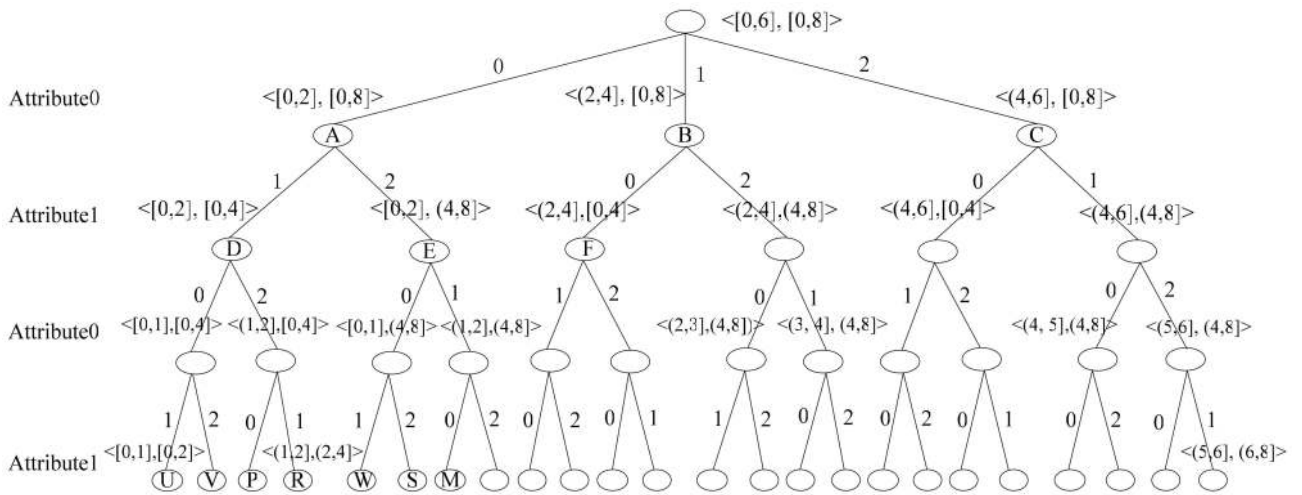 <[0,6], [0,8]>
0 1 2
Attribute0 <[0,2], [0,8]> <(2,4], [0,8]> <(4,6], [0,8]>
A B C
1 2 0 2 0 1
Attribute1 <[0,2], [0,4]> <[0,2], (4,8]> <(2,4],[0,4]> <(2,4],(4,8]> <(4,6],[0,4]> <(4,6],(4,8]>
D E F
0 2 0 1 1 2 0 1 1 2 0 2
Attribute0 <[0,1],[0,4]> <(1,2],[0,4]> <[0,1],(4,8]> <(1,2],(4,8]> <(2,3],(4,8])> <(3, 4], (4,8]> <(4, 5],(4,8]> <(5,6], (4,8]>
1 2 0 1 1 2 0 2 0 2 0 1 1 2 0 2 0 2 0 1 0 2 0 1
Attribute1 <[0,1],[0,2]> <(1,2],(2,4]> <(5,6], (6,8]>
U V P R W S M